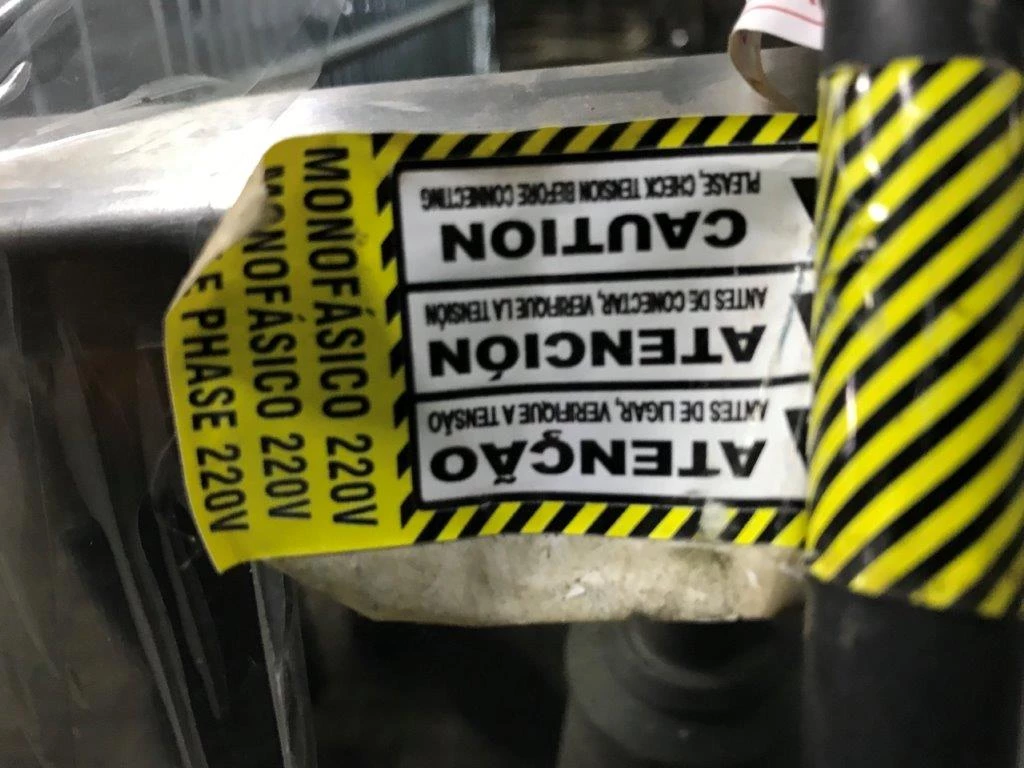 ATENÇÃO
ANTES DE LIGAR, VERIFIQUE A TENSÃO
ATENCIÓN
ANTES DE CONECTAR, VERIFIQUE LA TENSIÓN
CAUTION
PLEASE, CHECK TENSION BEFORE CONNECTING
MONOFÁSICO 220V
MONOFÁSICO 220V
PHASE 220V